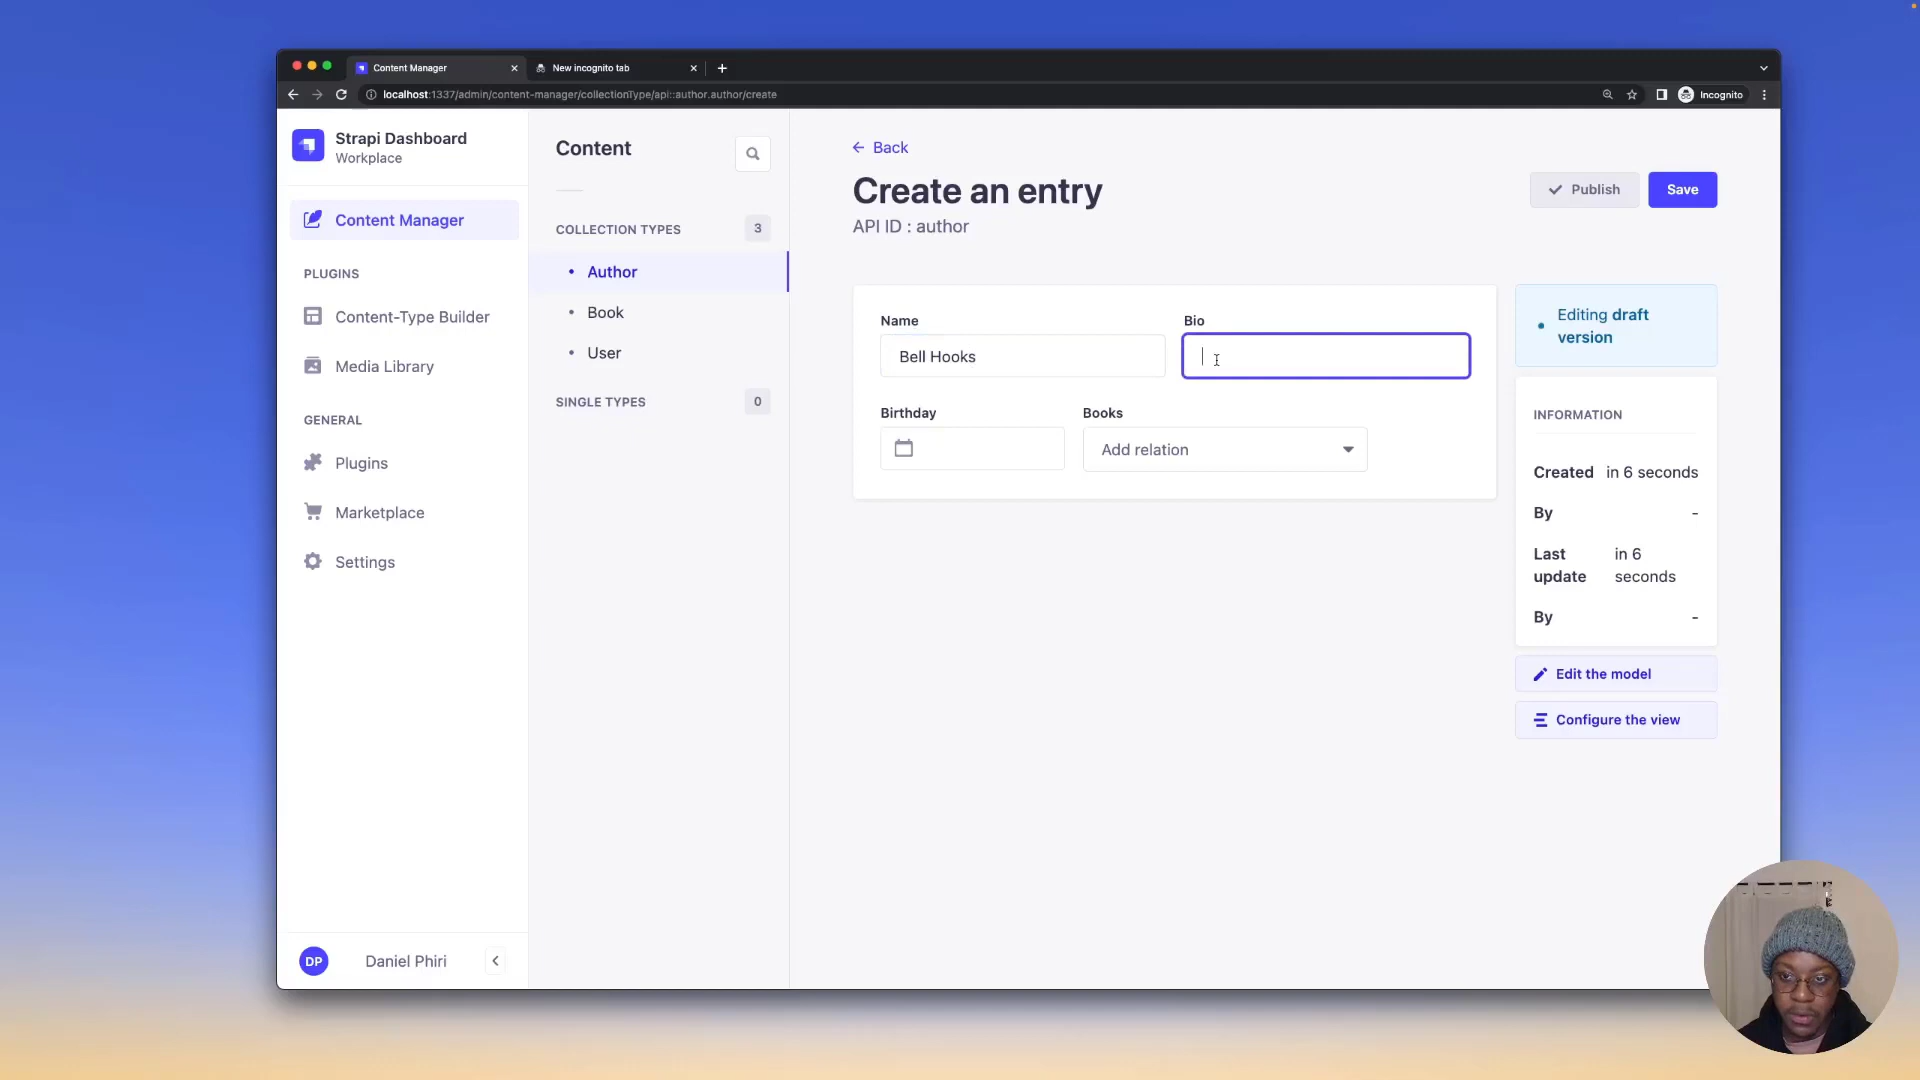 Content Manager
New incognito tab
localhost:1337/admin/content-manager/collectionType/api::author.author/create
Incognito
Strapi Dashboard
Workplace
Content Manager
PLUGINS
Content-Type Builder
Media Library
GENERAL
Plugins
Marketplace
Settings
DP
Daniel Phiri
Content
COLLECTION TYPES
3
Author
Book
User
SINGLE TYPES
0
Back
Create an entry
API ID : author
Publish
Save
Name
Bell Hooks
Bio
Birthday
Books
Add relation
Editing draft
version
INFORMATION
Created in 6 seconds
By -
Last in 6
update seconds
By -
Edit the model
Configure the view